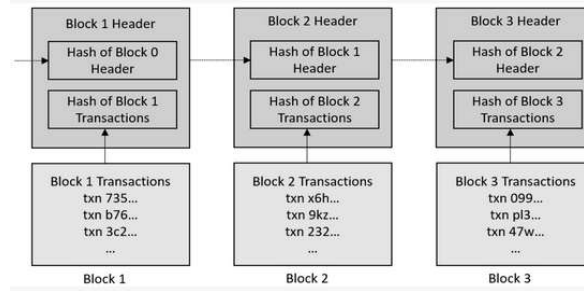 Block 1 Header
Hash of Block 0
Header
Hash of Block 1
Transactions
Block 1 Transactions
txn 735...
txn b76...
txn 3c2...
...
Block 1
Block 2 Header
Hash of Block 1
Header
Hash of Block 2
Transactions
Block 2 Transactions
txn x6h...
txn 9kz...
txn 232...
...
Block 2
Block 3 Header
Hash of Block 2
Header
Hash of Block 3
Transactions
Block 3 Transactions
txn 099...
txn pl3...
txn 47w...
...
Block 3